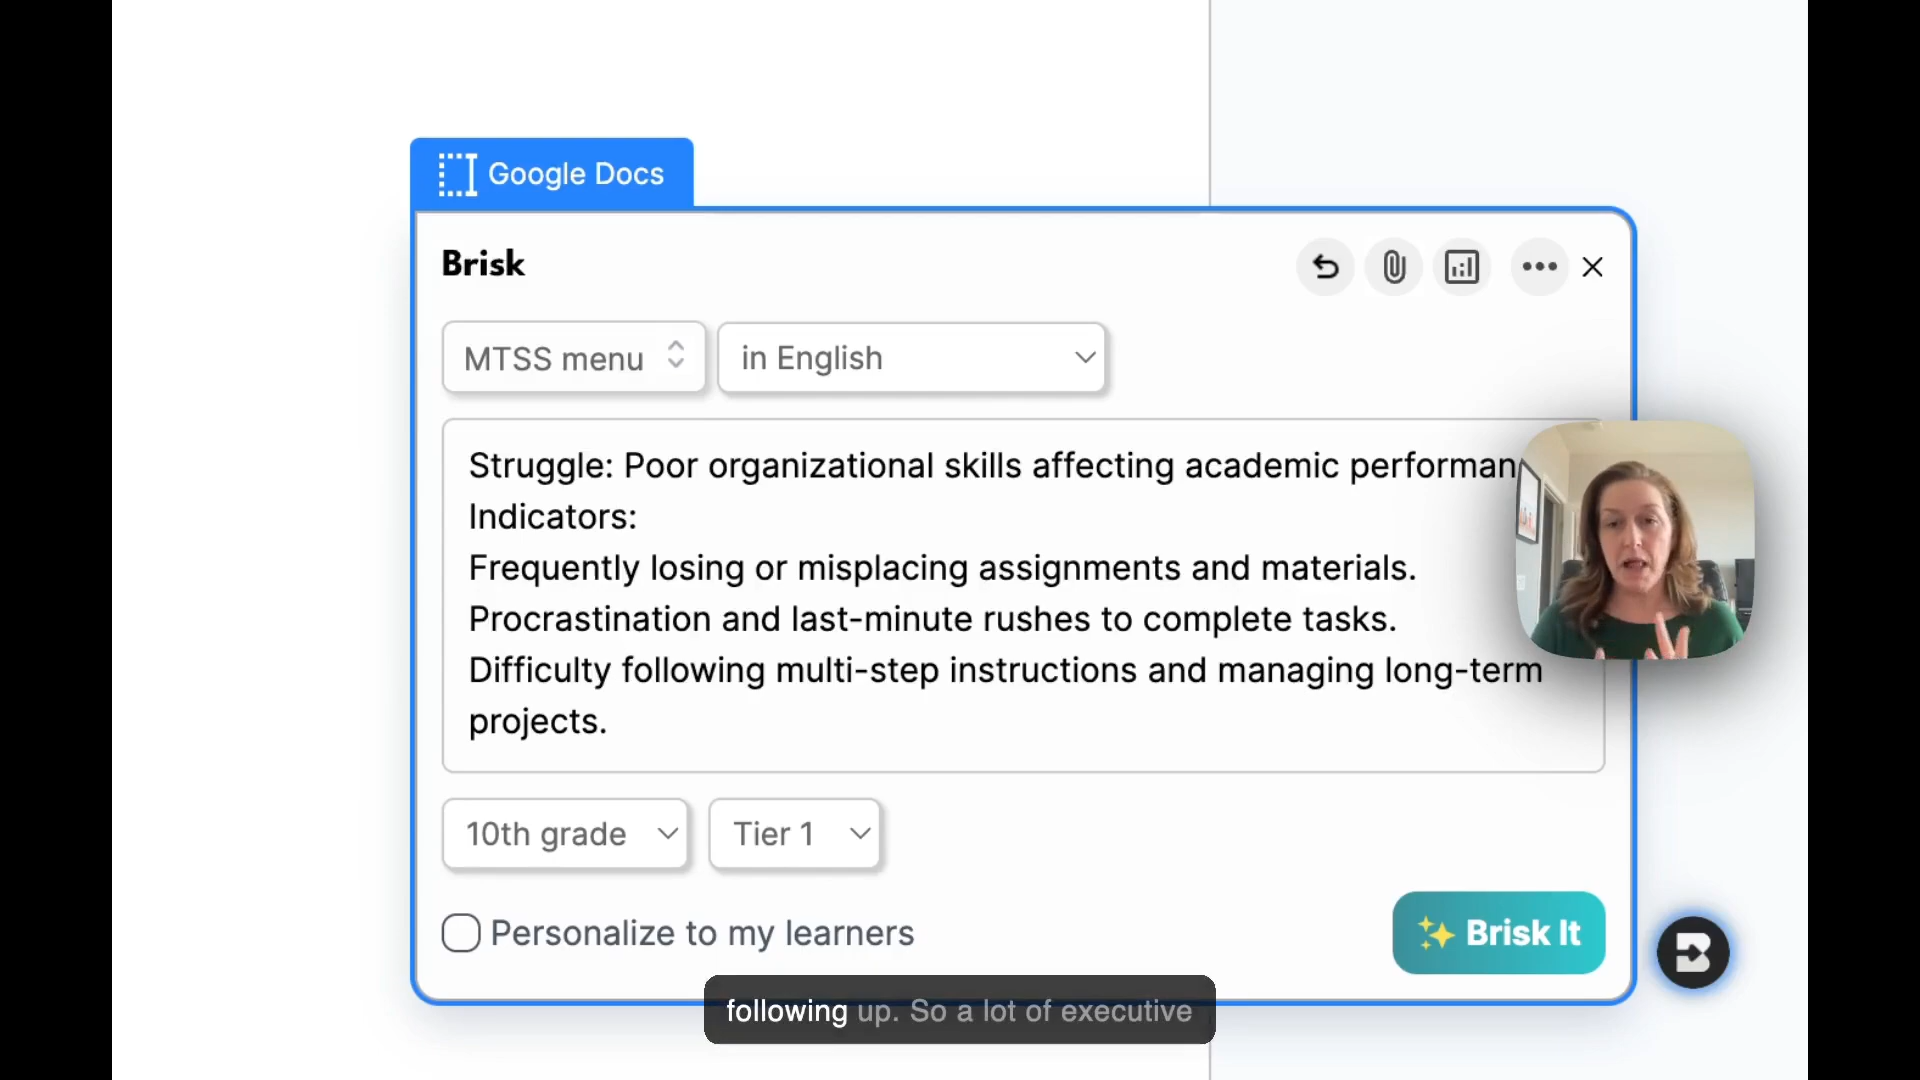 Google Docs
Brisk
MTSS menu
in English
Struggle: Poor organizational skills affecting academic
Indicators:
Frequently losing or misplacing assignments and materials.
Procrastination and last-minute rushes to complete tasks.
Difficulty following multi-step instructions and managing long-term
projects.
10th grade
Tier 1
Personalize to my learners
Brisk It
following up. So a lot of executive